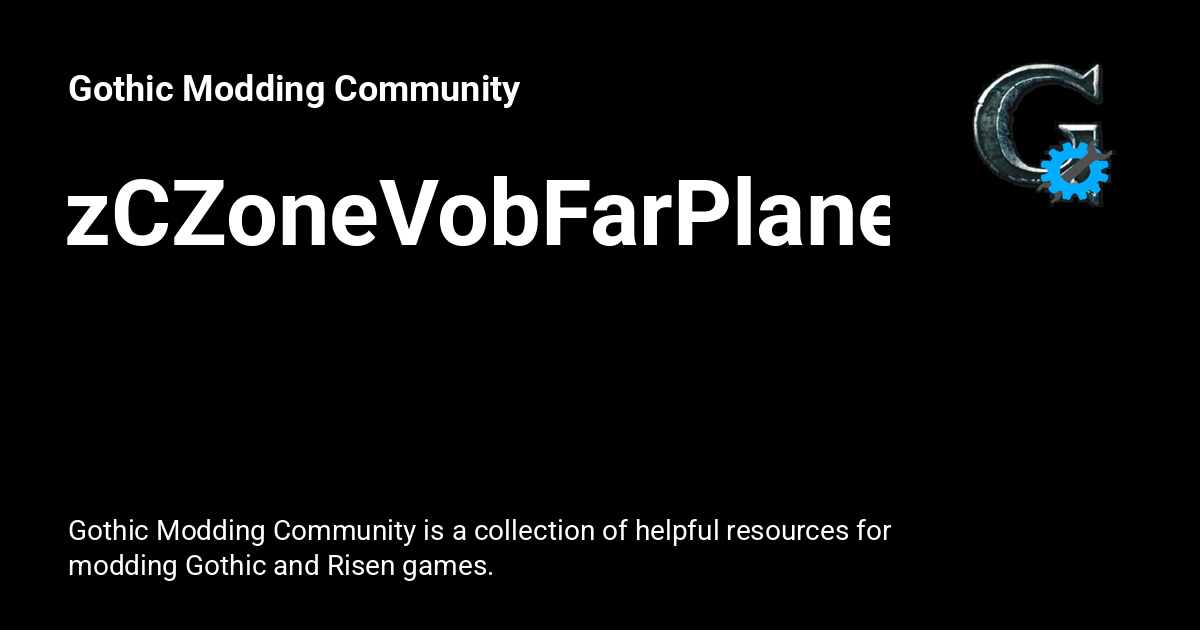 Gothic Modding Community
zCZoneVobFarPlane
Gothic Modding Community is a collection of helpful resources for
modding Gothic and Risen games.